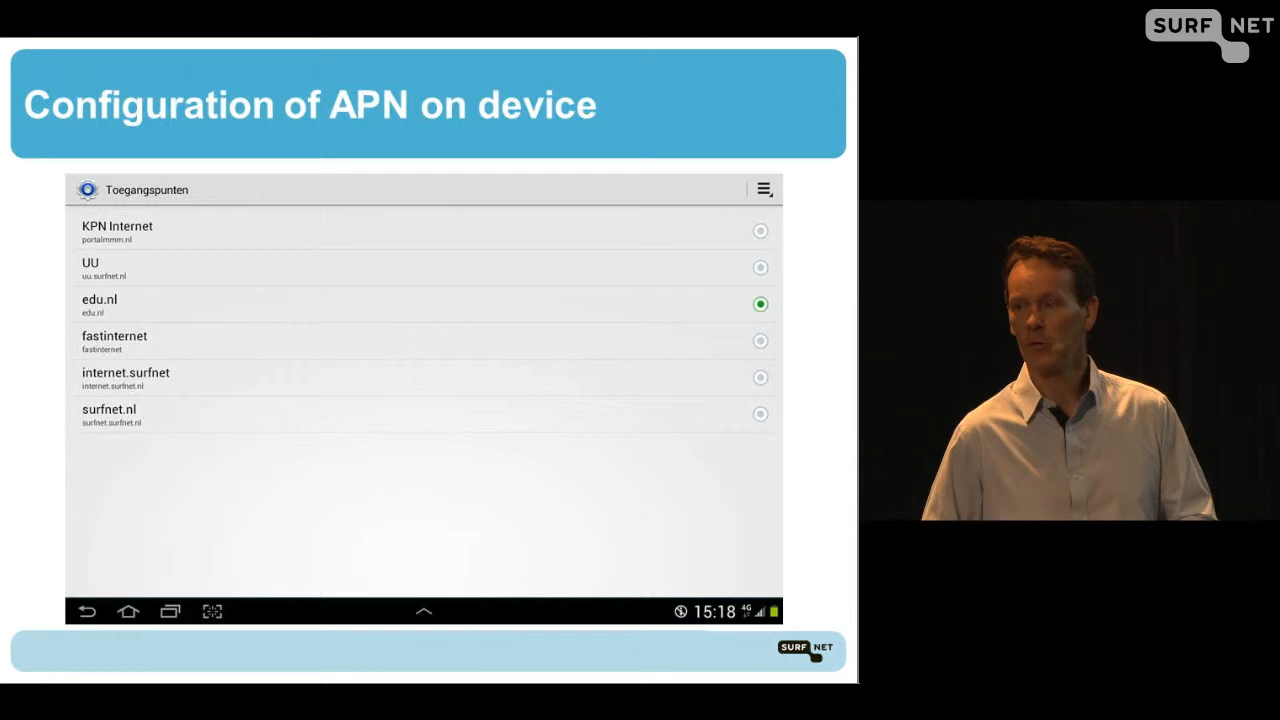 SURF NET
Configuration of APN on device
Toegangspunten
KPN Internet
portalmmm.nl
UU
uu.surfnet.nl
edu.nl
edu.nl
fastinternet
fastinternet
internet.surfnet
internet.surfnet.nl
surfnet.nl
surfnet.surfnet.nl
15:18
4G
SURF NET